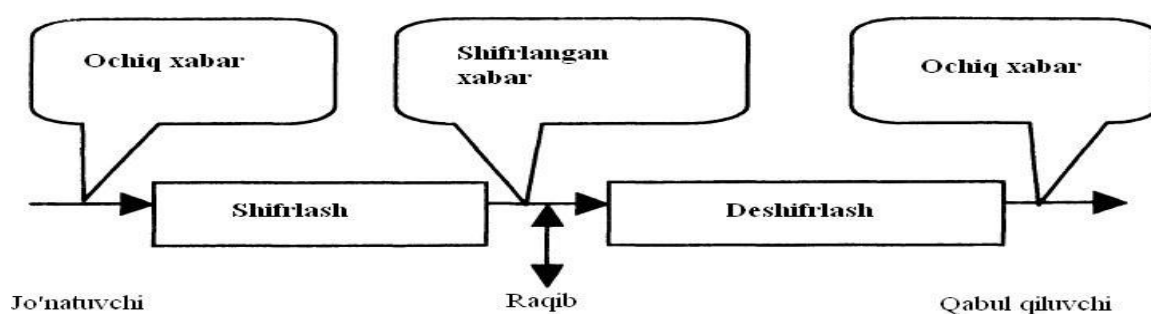 Ochiq xabar
Shifrlangan
xabar
Ochiq xabar
Shifrlash
Deshifrlash
Jo'natuvchi
Raqib
Qabul qiluvchi